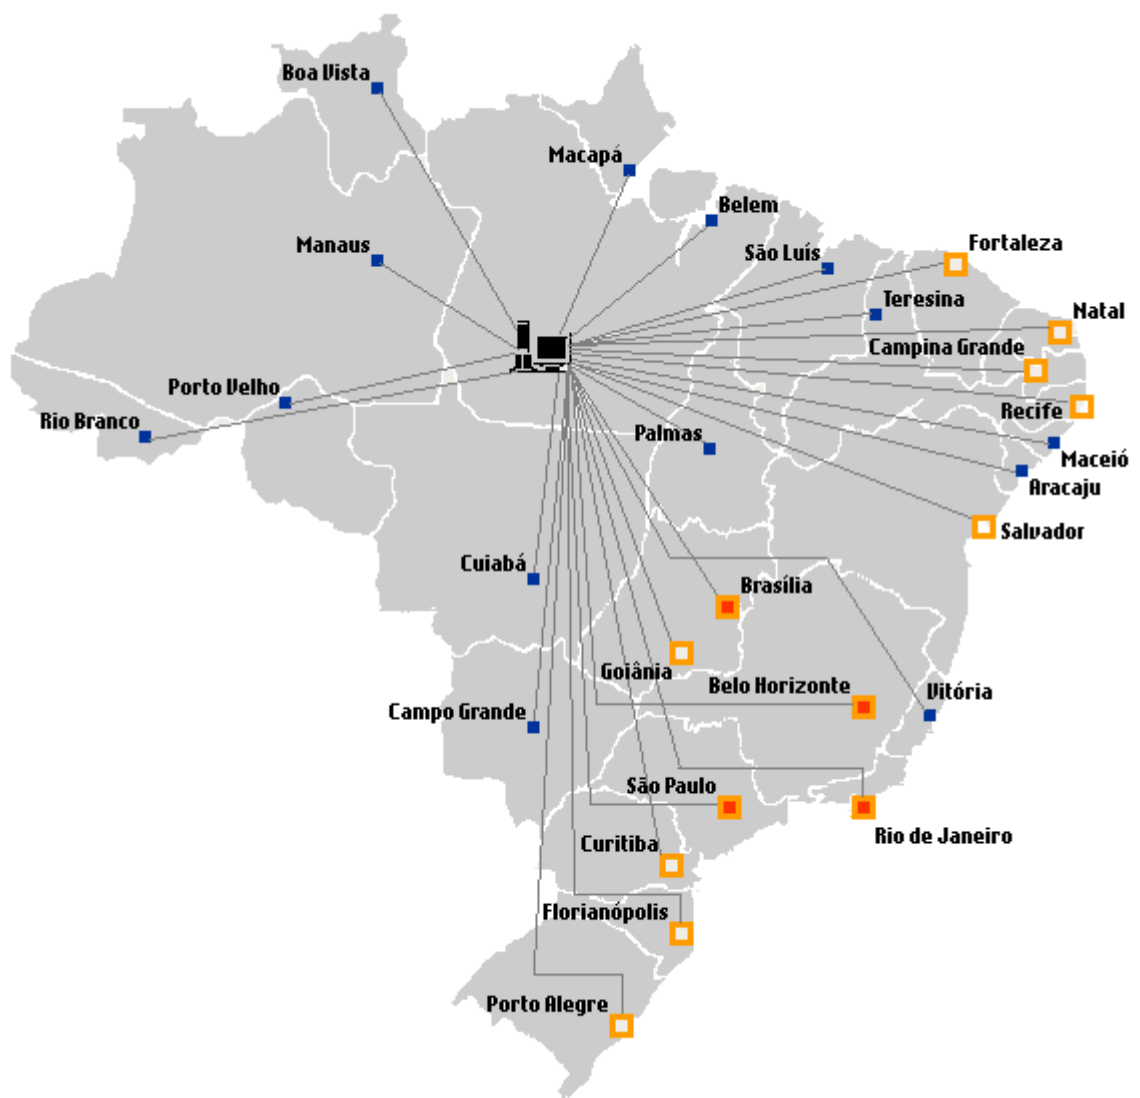 Boa Vista
Macapá
Belem
Manaus
São Luís
Fortaleza
Teresina
Natal
Campina Grande
Porto Velho
Rio Branco
Recife
Palmas
Maceió
Aracaju
Salvador
Cuiabá
Brasília
Goiânia
Belo Horizonte
Vitória
Campo Grande
São Paulo
Rio de Janeiro
Curitiba
Florianópolis
Porto Alegre